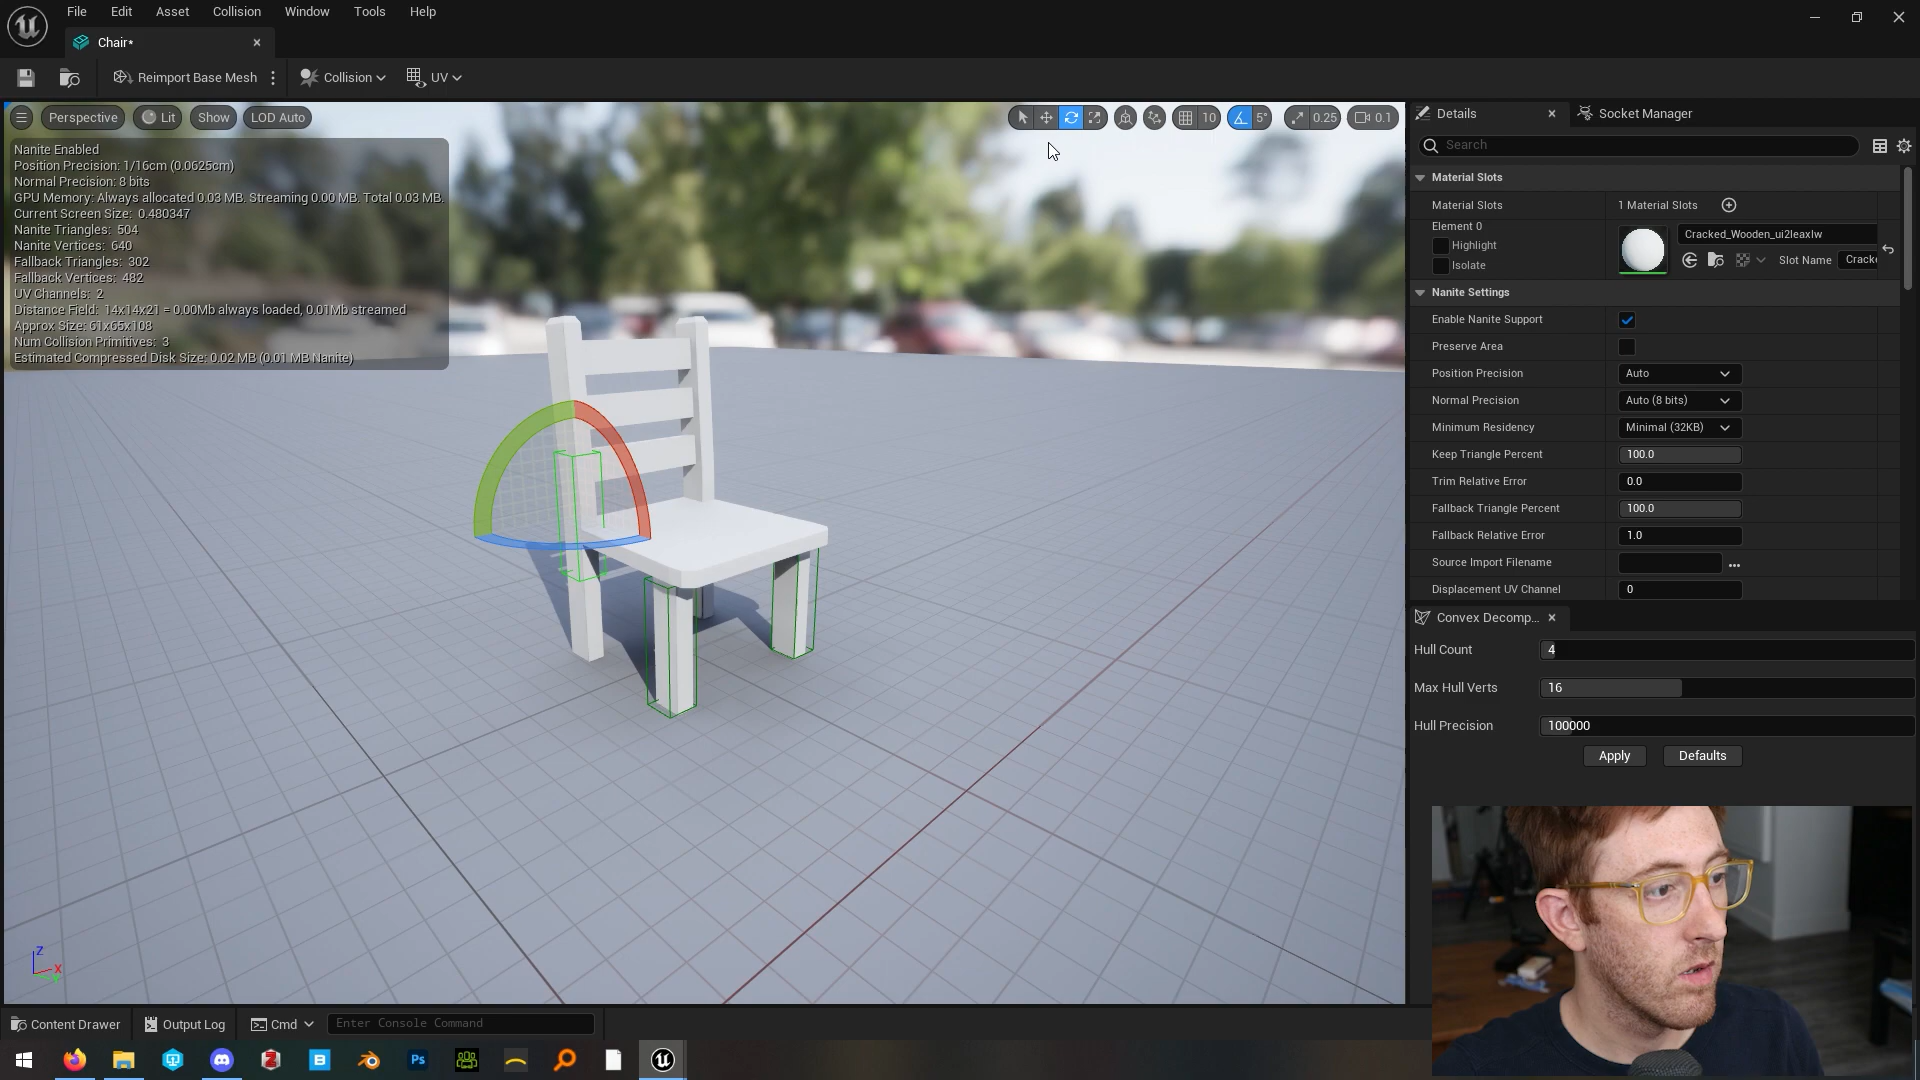 File Edit Asset Collision Window Tools Help
Chair*
Reimport Base Mesh Collision UV
Perspective Lit Show LOD Auto
10 5° 0.25 0.1
Nanite Enabled
Position Precision: 1/16cm (0.0625cm)
Normal Precision: 8 bits
GPU Memory: Always allocated 0.03 MB. Streaming 0.00 MB. Total 0.03 MB.
Current Screen Size: 0.480347
Nanite Triangles: 504
Nanite Vertices: 640
Fallback Triangles: 302
Fallback Vertices: 482
UV Channels: 2
Distance Field: 14x14x21 = 0.00Mb always loaded, 0.01Mb streamed
Approx Size: 61x65x108
Num Collision Primitives: 3
Estimated Compressed Disk Size: 0.02 MB (0.01 MB Nanite)
Z
X
Details Socket Manager
Search
Material Slots
Material Slots 1 Material Slots
Element 0
Highlight
Isolate
Cracked_Wooden_ui2leaxlw
Slot Name Cracke
Nanite Settings
Enable Nanite Support
Preserve Area
Position Precision Auto
Normal Precision Auto (8 bits)
Minimum Residency Minimal (32KB)
Keep Triangle Percent 100.0
Trim Relative Error 0.0
Fallback Triangle Percent 100.0
Fallback Relative Error 1.0
Source Import Filename ...
Displacement UV Channel 0
Convex Decomp...
Hull Count 4
Max Hull Verts 16
Hull Precision 100000
Apply Defaults
Content Drawer Output Log Cmd Enter Console Command
Z B Ps